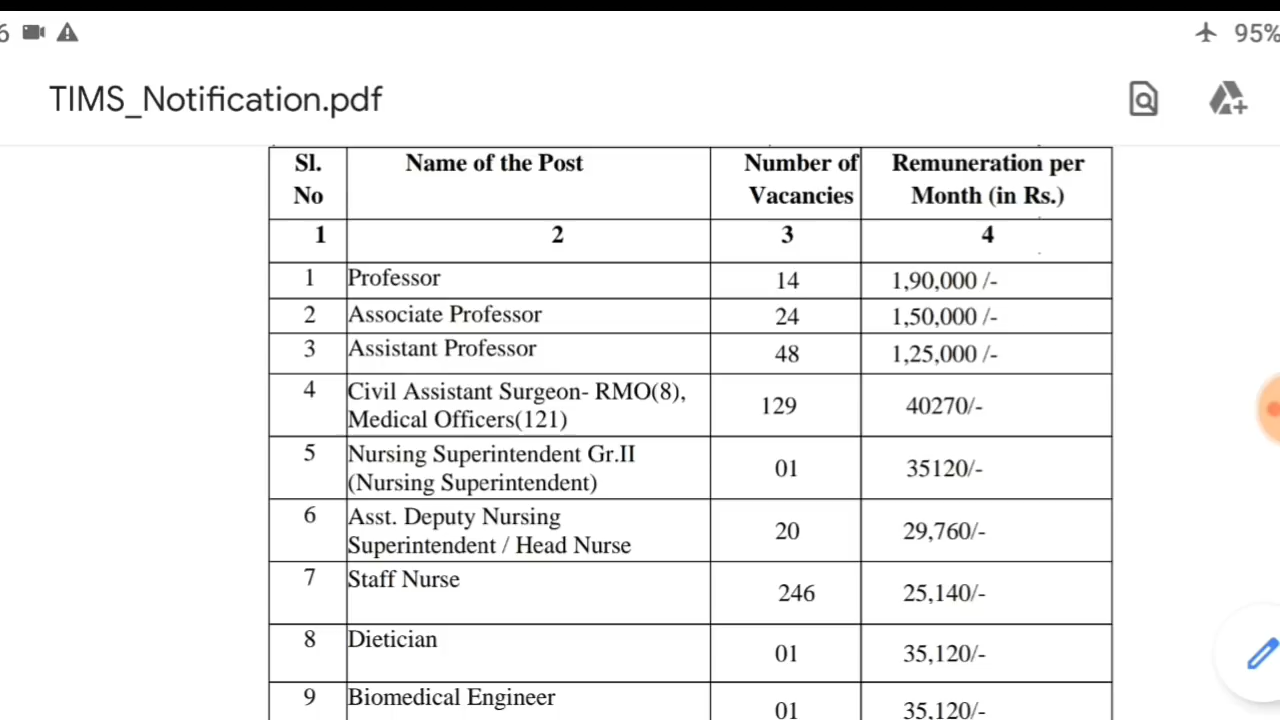 6 95%
TIMS_Notification.pdf
Sl. No Name of the Post Number of Vacancies Remuneration per Month (in Rs.)
1 2 3 4
1 Professor 14 1,90,000 /-
2 Associate Professor 24 1,50,000 /-
3 Assistant Professor 48 1,25,000 /-
4 Civil Assistant Surgeon- RMO(8),
Medical Officers(121) 129 40270/-
5 Nursing Superintendent Gr.II
(Nursing Superintendent) 01 35120/-
6 Asst. Deputy Nursing
Superintendent / Head Nurse 20 29,760/-
7 Staff Nurse 246 25,140/-
8 Dietician 01 35,120/-
9 Biomedical Engineer 01 35,120/-